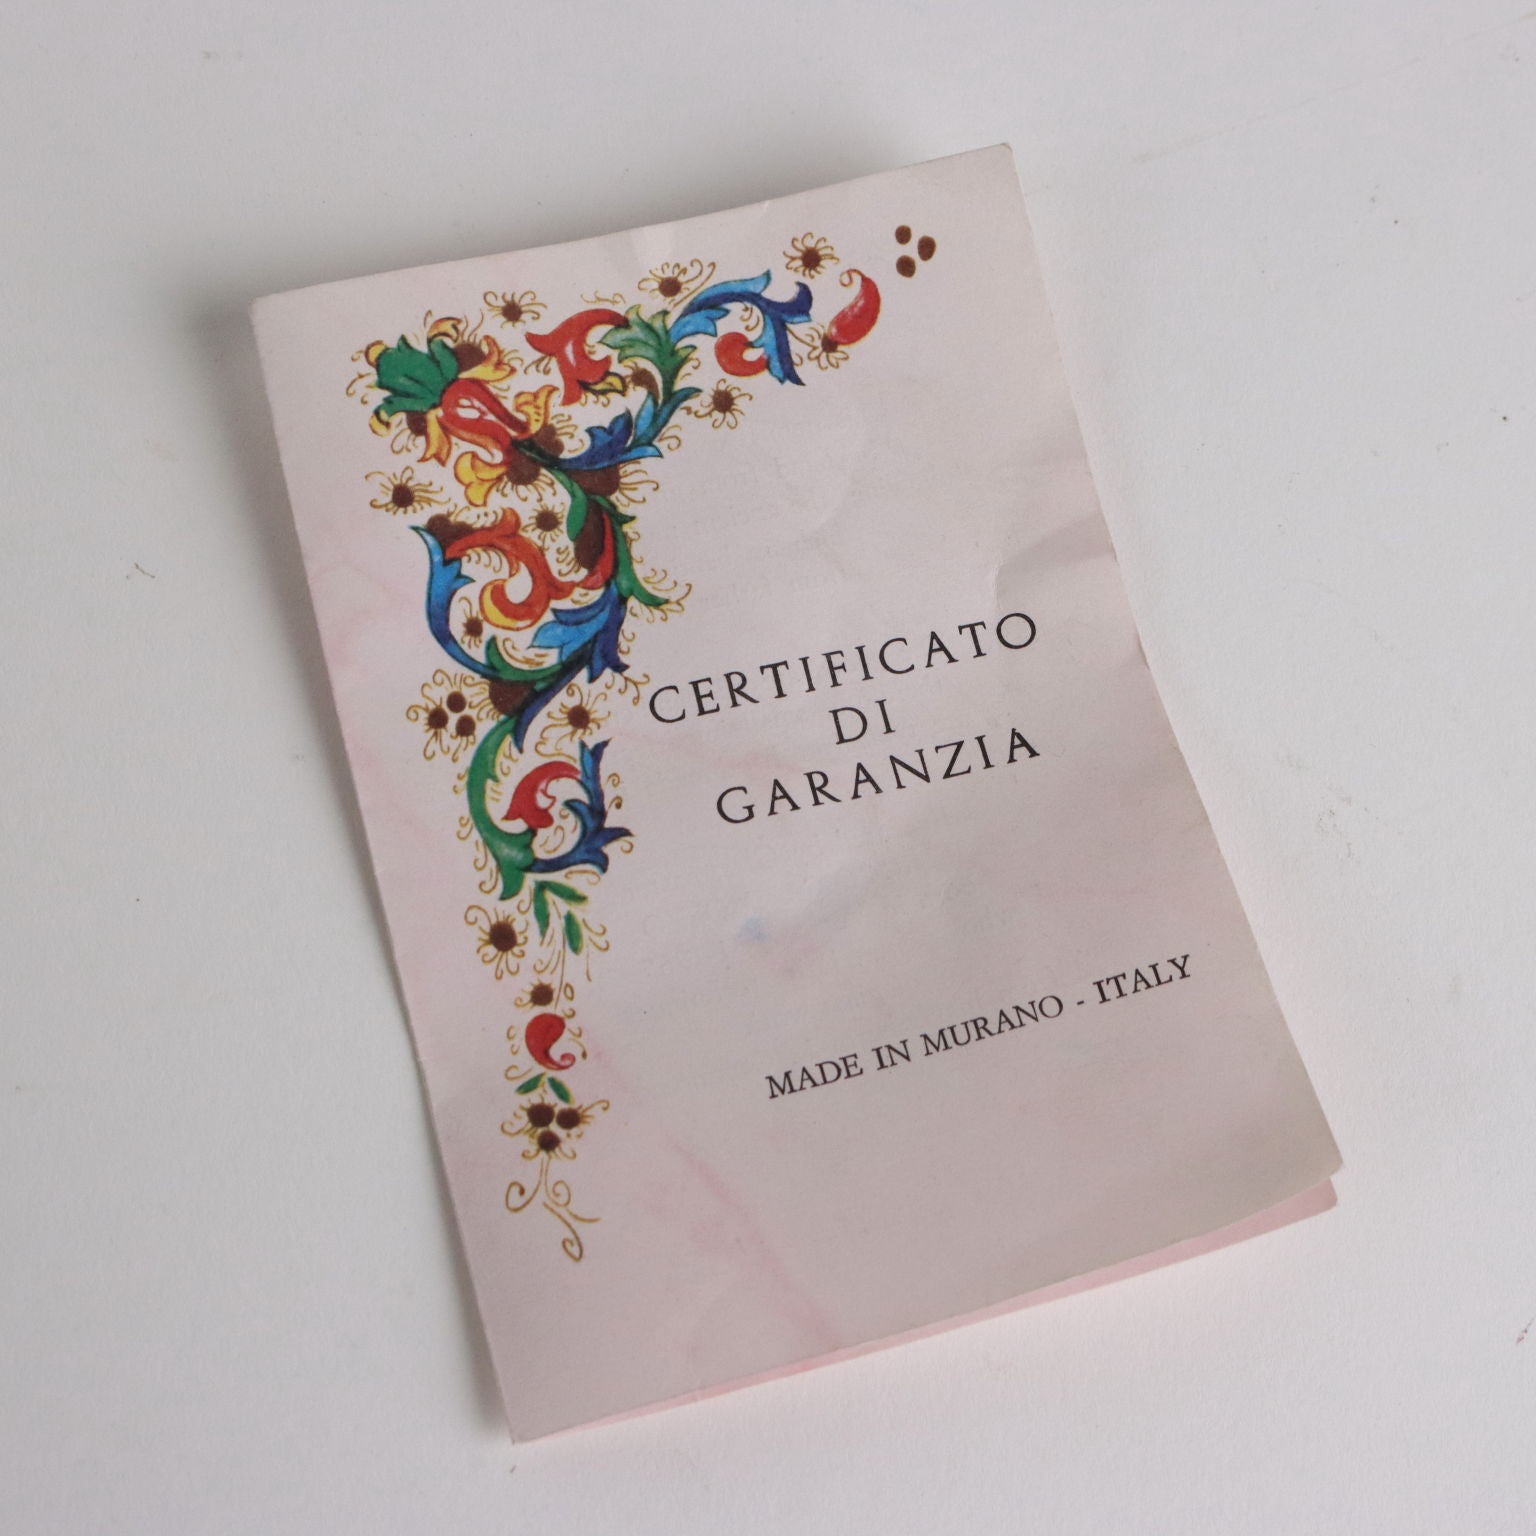 CERTIFICATO
DI
GARANZIA
MADE IN MURANO - ITALY